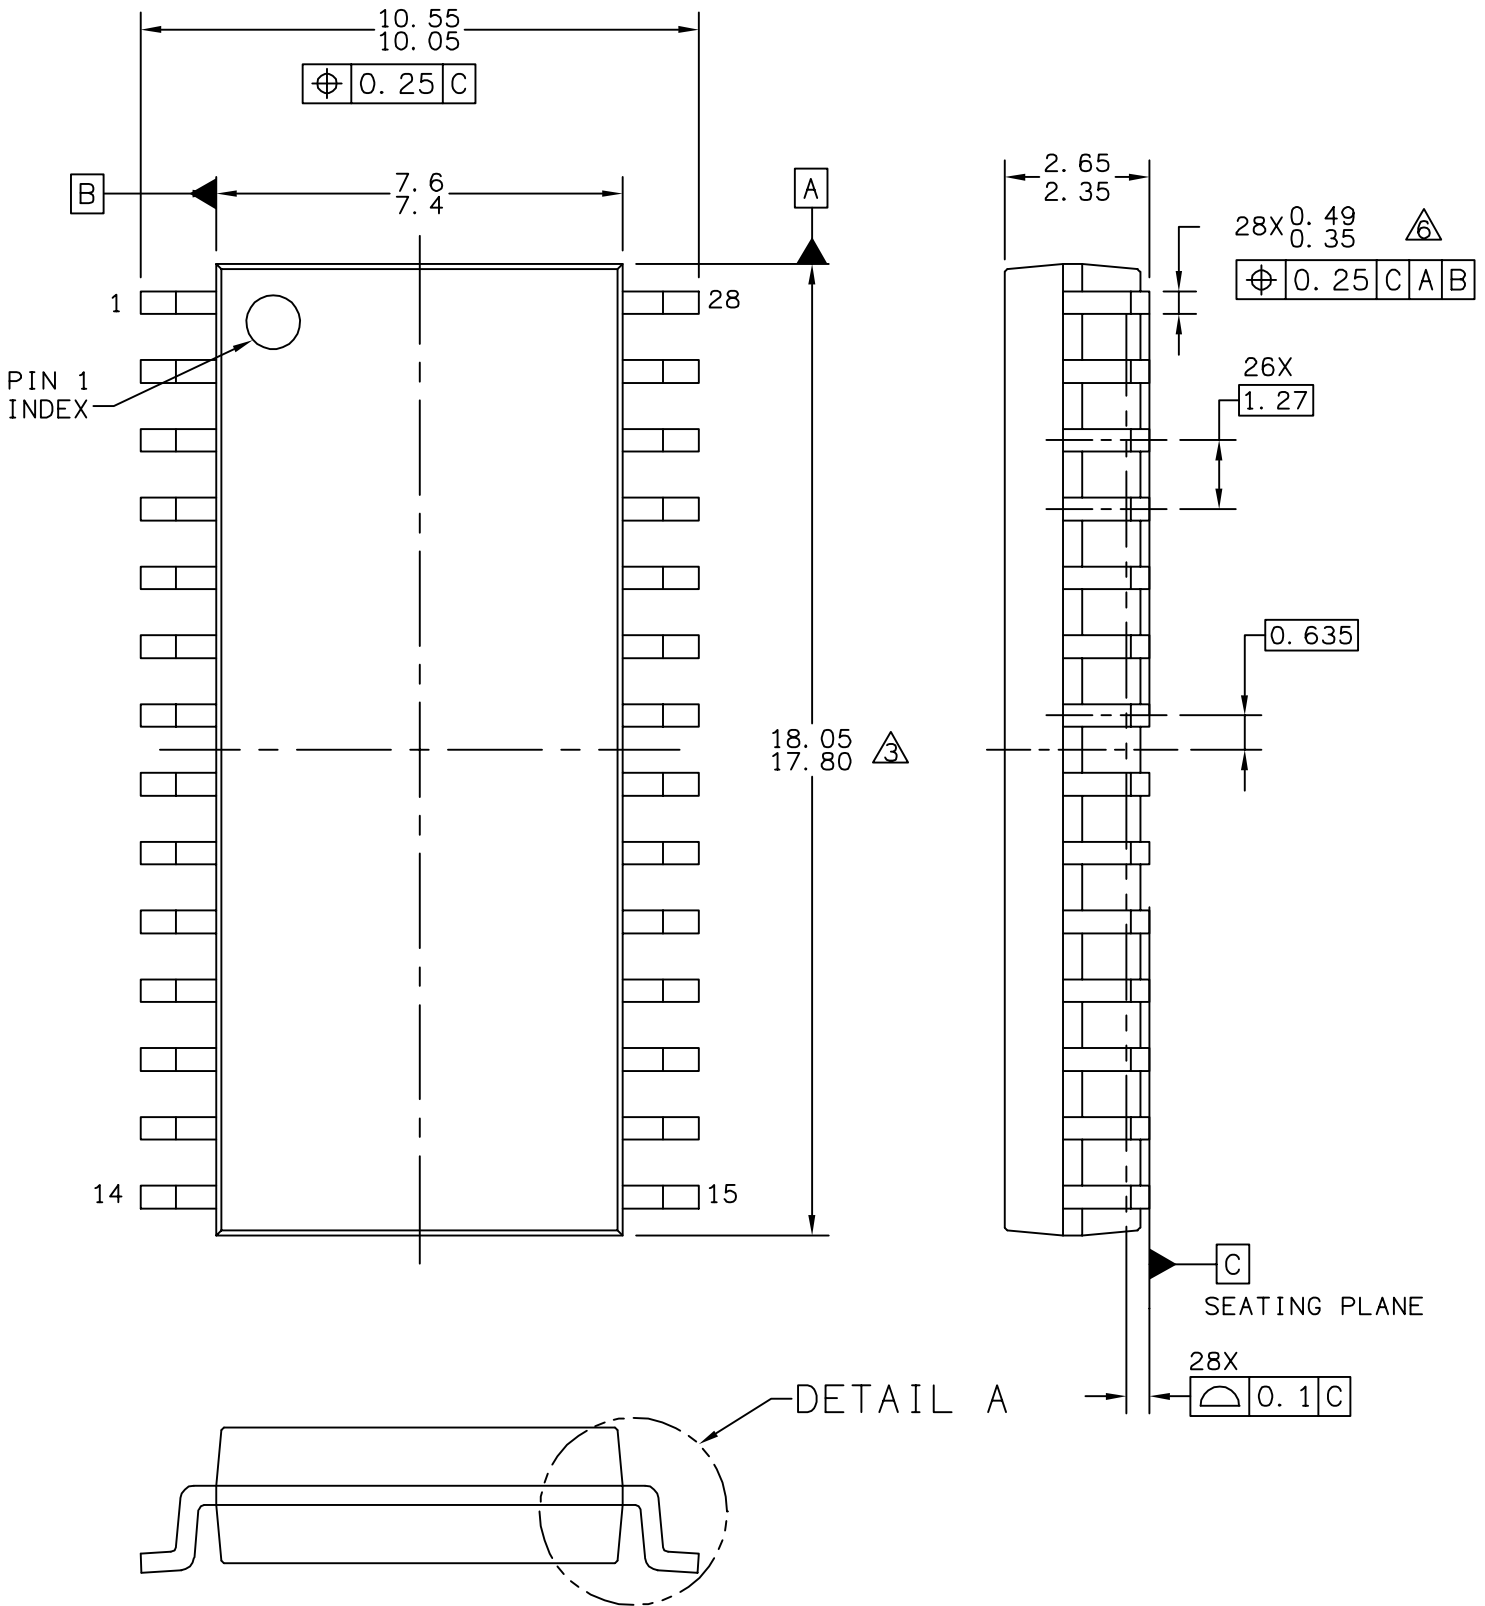 10.55
10.05
⌖ 0.25 C
B
7.6
7.4
A
2.65
2.35
28X 0.49
0.35
6
⌖ 0.25 C A B
1
28
PIN 1
INDEX
26X
1.27
0.635
18.05
17.80
3
14
15
C
SEATING PLANE
28X
⌓ 0.1 C
DETAIL A